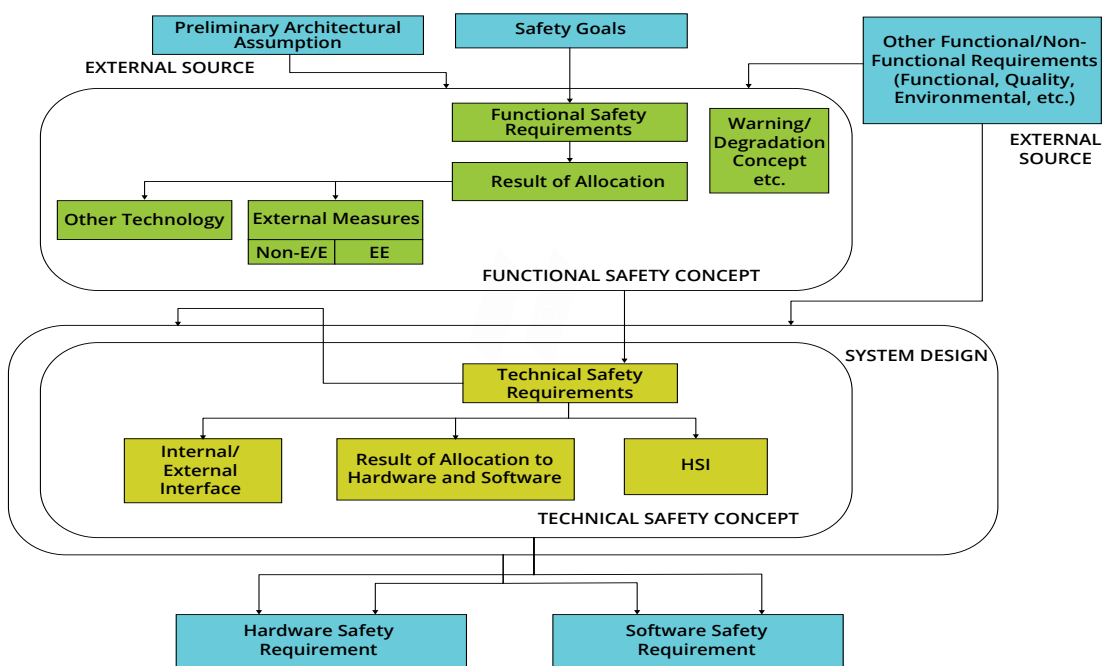 Preliminary Architectural
Assumption
Safety Goals
Other Functional/Non-
Functional Requirements
(Functional, Quality,
Environmental, etc.)
EXTERNAL SOURCE
EXTERNAL
SOURCE
Functional Safety
Requirements
Warning/
Degradation
Concept
etc.
Result of Allocation
Other Technology
External Measures
Non-E/E
EE
FUNCTIONAL SAFETY CONCEPT
SYSTEM DESIGN
Technical Safety
Requirements
Internal/
External
Interface
Result of Allocation to
Hardware and Software
HSI
TECHNICAL SAFETY CONCEPT
Hardware Safety
Requirement
Software Safety
Requirement